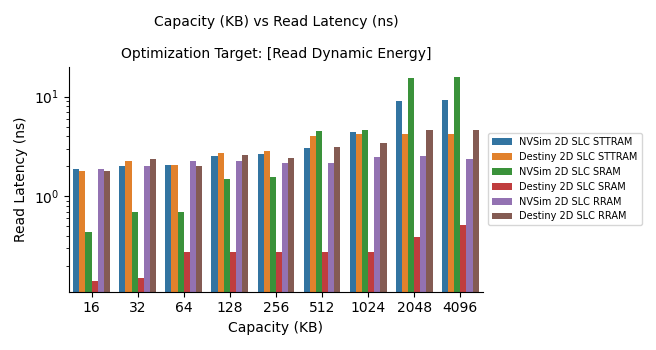 Capacity (KB) vs Read Latency (ns)
Optimization Target: [Read Dynamic Energy]
Read Latency (ns)
10¹
10⁰
NVSim 2D SLC STTRAM
Destiny 2D SLC STTRAM
NVSim 2D SLC SRAM
Destiny 2D SLC SRAM
NVSim 2D SLC RRAM
Destiny 2D SLC RRAM
16 32 64 128 256 512 1024 2048 4096
Capacity (KB)